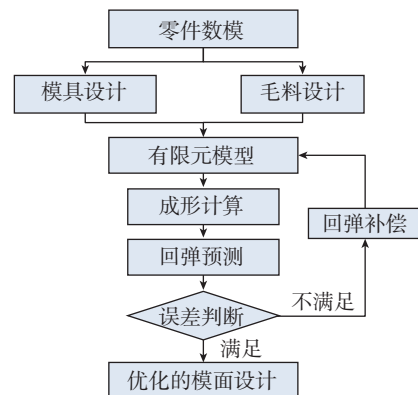 零件数模
模具设计
毛料设计
有限元模型
成形计算
回弹补偿
回弹预测
不满足
误差判断
满足
优化的模面设计